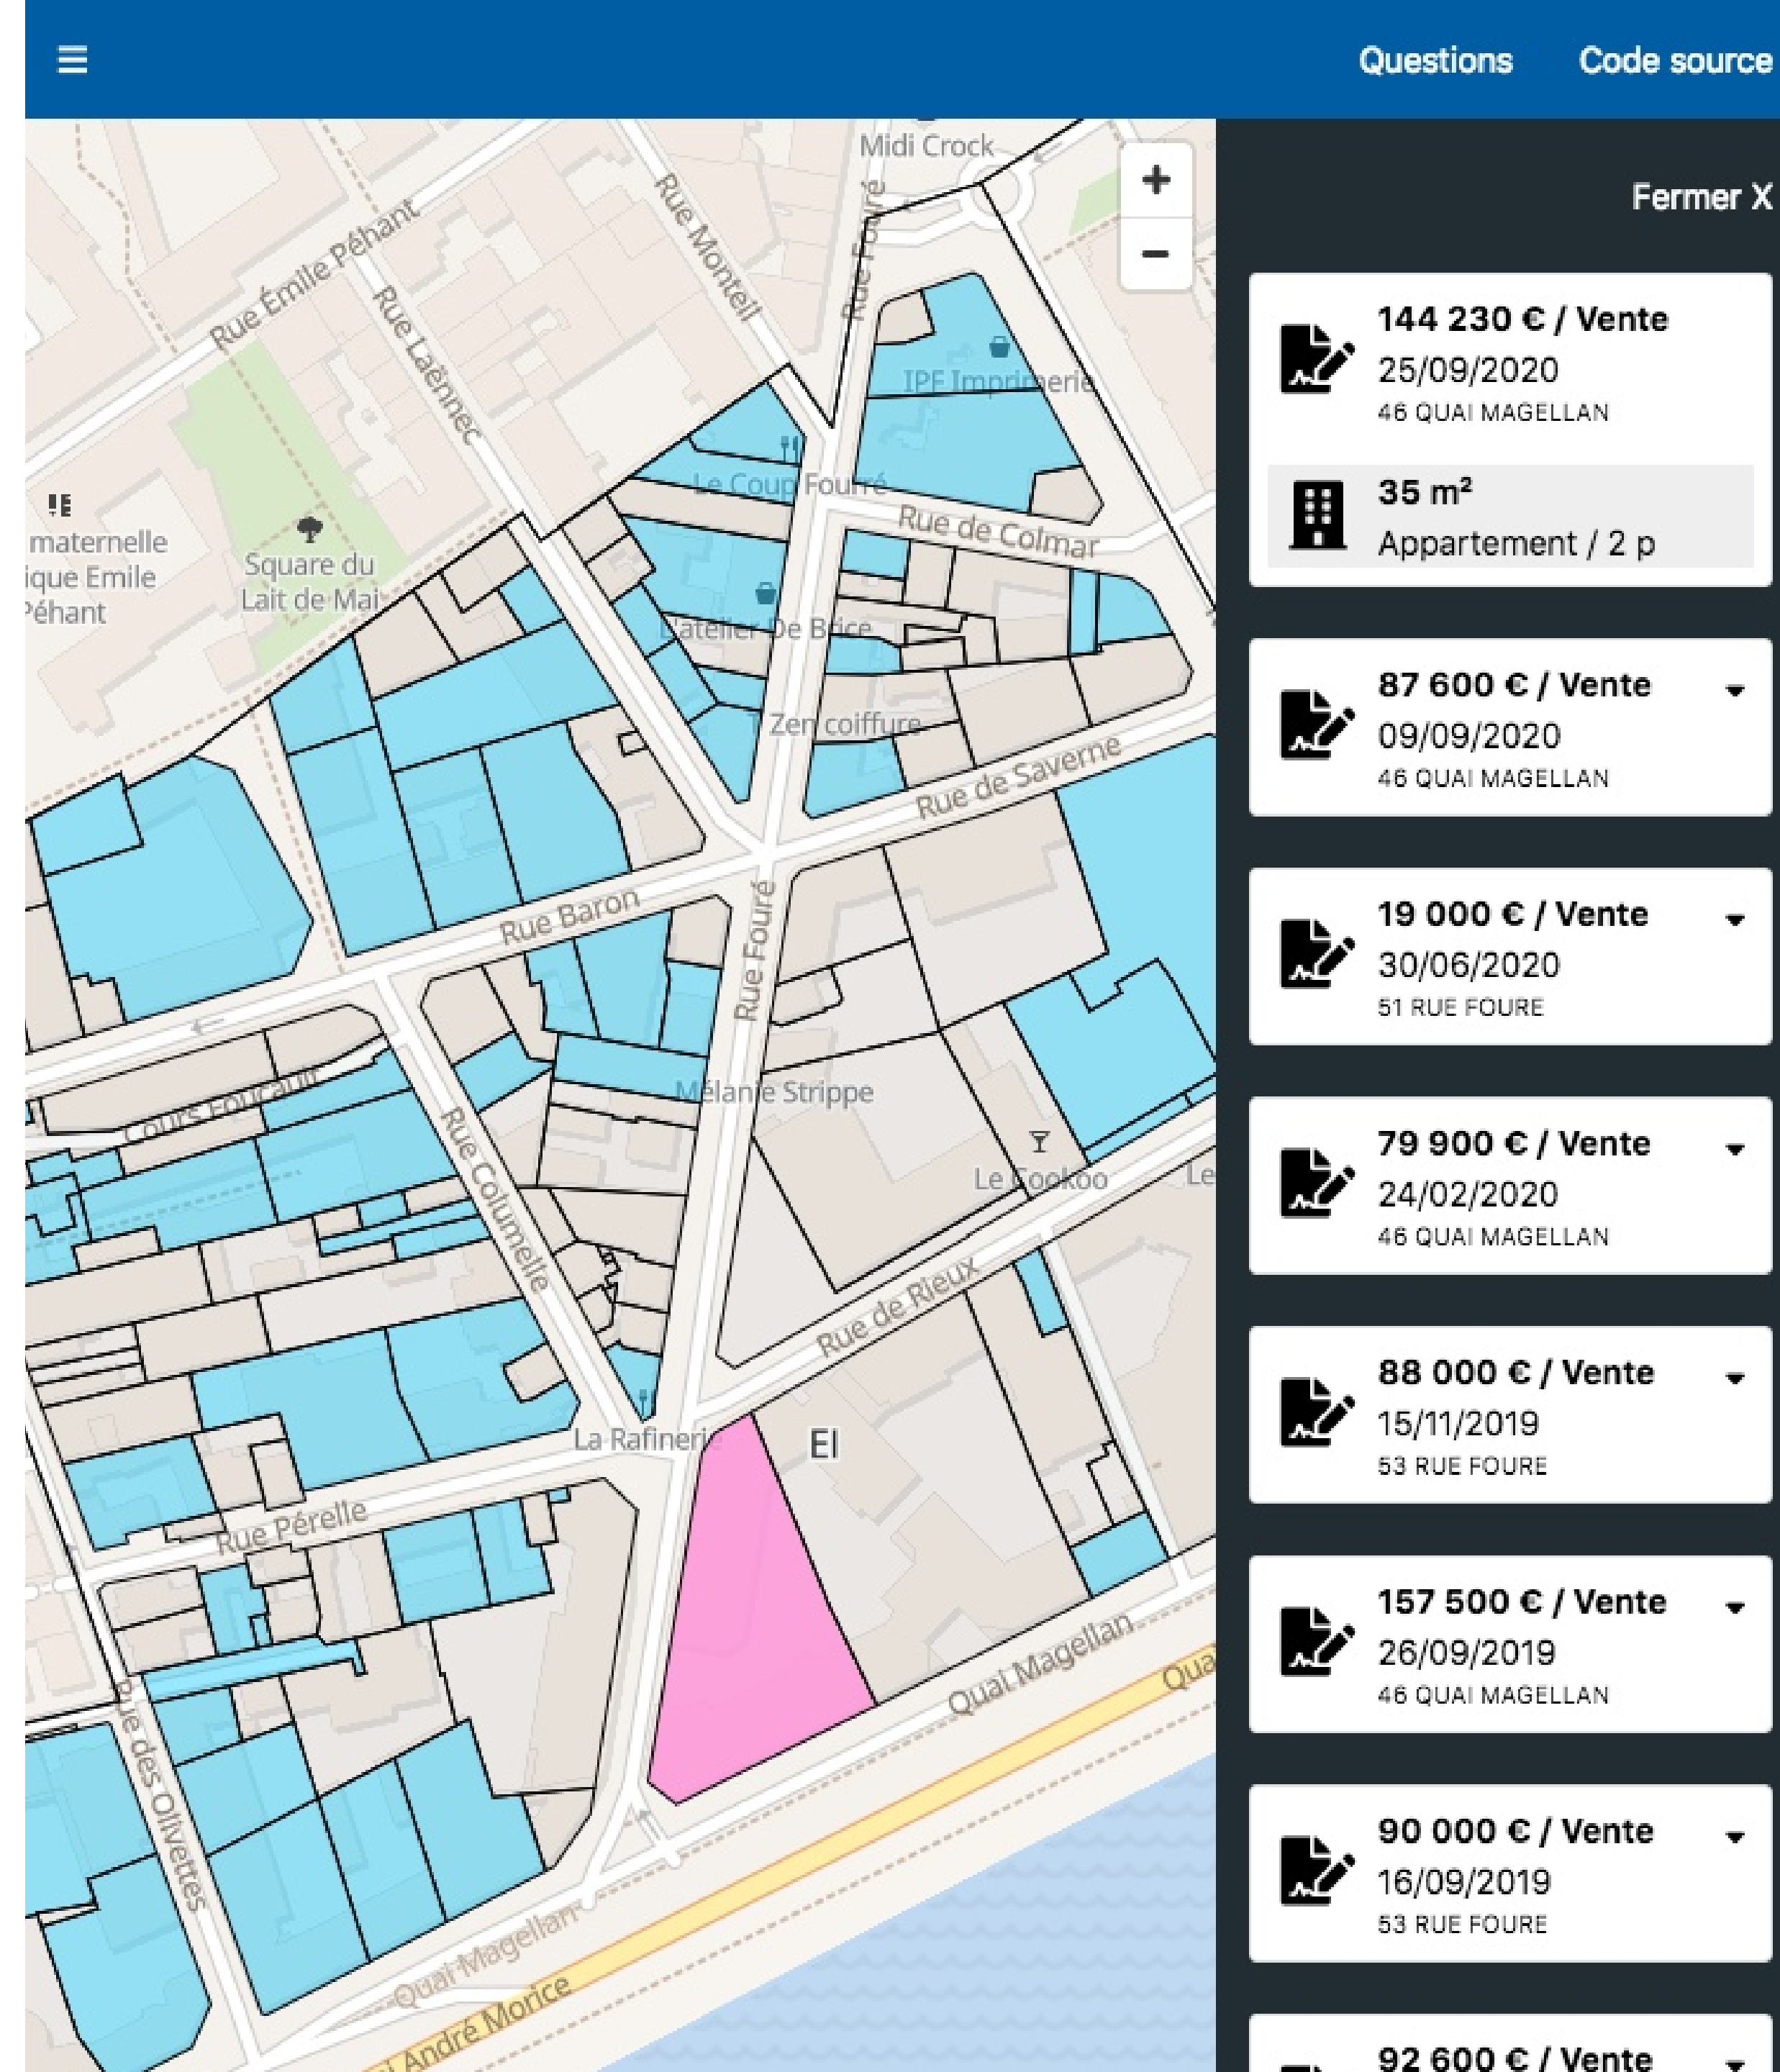 Questions
Code source
Midi Crock
Rue Fouré
Rue Monteil
Rue Émile Péhant
Rue Laënnec
IPF Imprimerie
Le Coup Fourré
Rue de Colmar
maternelle
ique Emile
Péhant
Square du
Lait de Mai
L'atelier De Brice
T Zen coiffure
Rue de Saverne
Rue Baron
Rue Fouré
Cours Foucault
Mélanie Strippe
Rue Columelle
Le Cookoo
Le
Rue de Rieux
La Rafinerie
EI
Rue Pérelle
Quai Magellan
Qua
Rue des Olivettes
Quai Magellan
André Morice
Fermer X
144 230 € / Vente
25/09/2020
46 QUAI MAGELLAN
35 m²
Appartement / 2 p
87 600 € / Vente
09/09/2020
46 QUAI MAGELLAN
19 000 € / Vente
30/06/2020
51 RUE FOURE
79 900 € / Vente
24/02/2020
46 QUAI MAGELLAN
88 000 € / Vente
15/11/2019
53 RUE FOURE
157 500 € / Vente
26/09/2019
46 QUAI MAGELLAN
90 000 € / Vente
16/09/2019
53 RUE FOURE
92 600 € / Vente